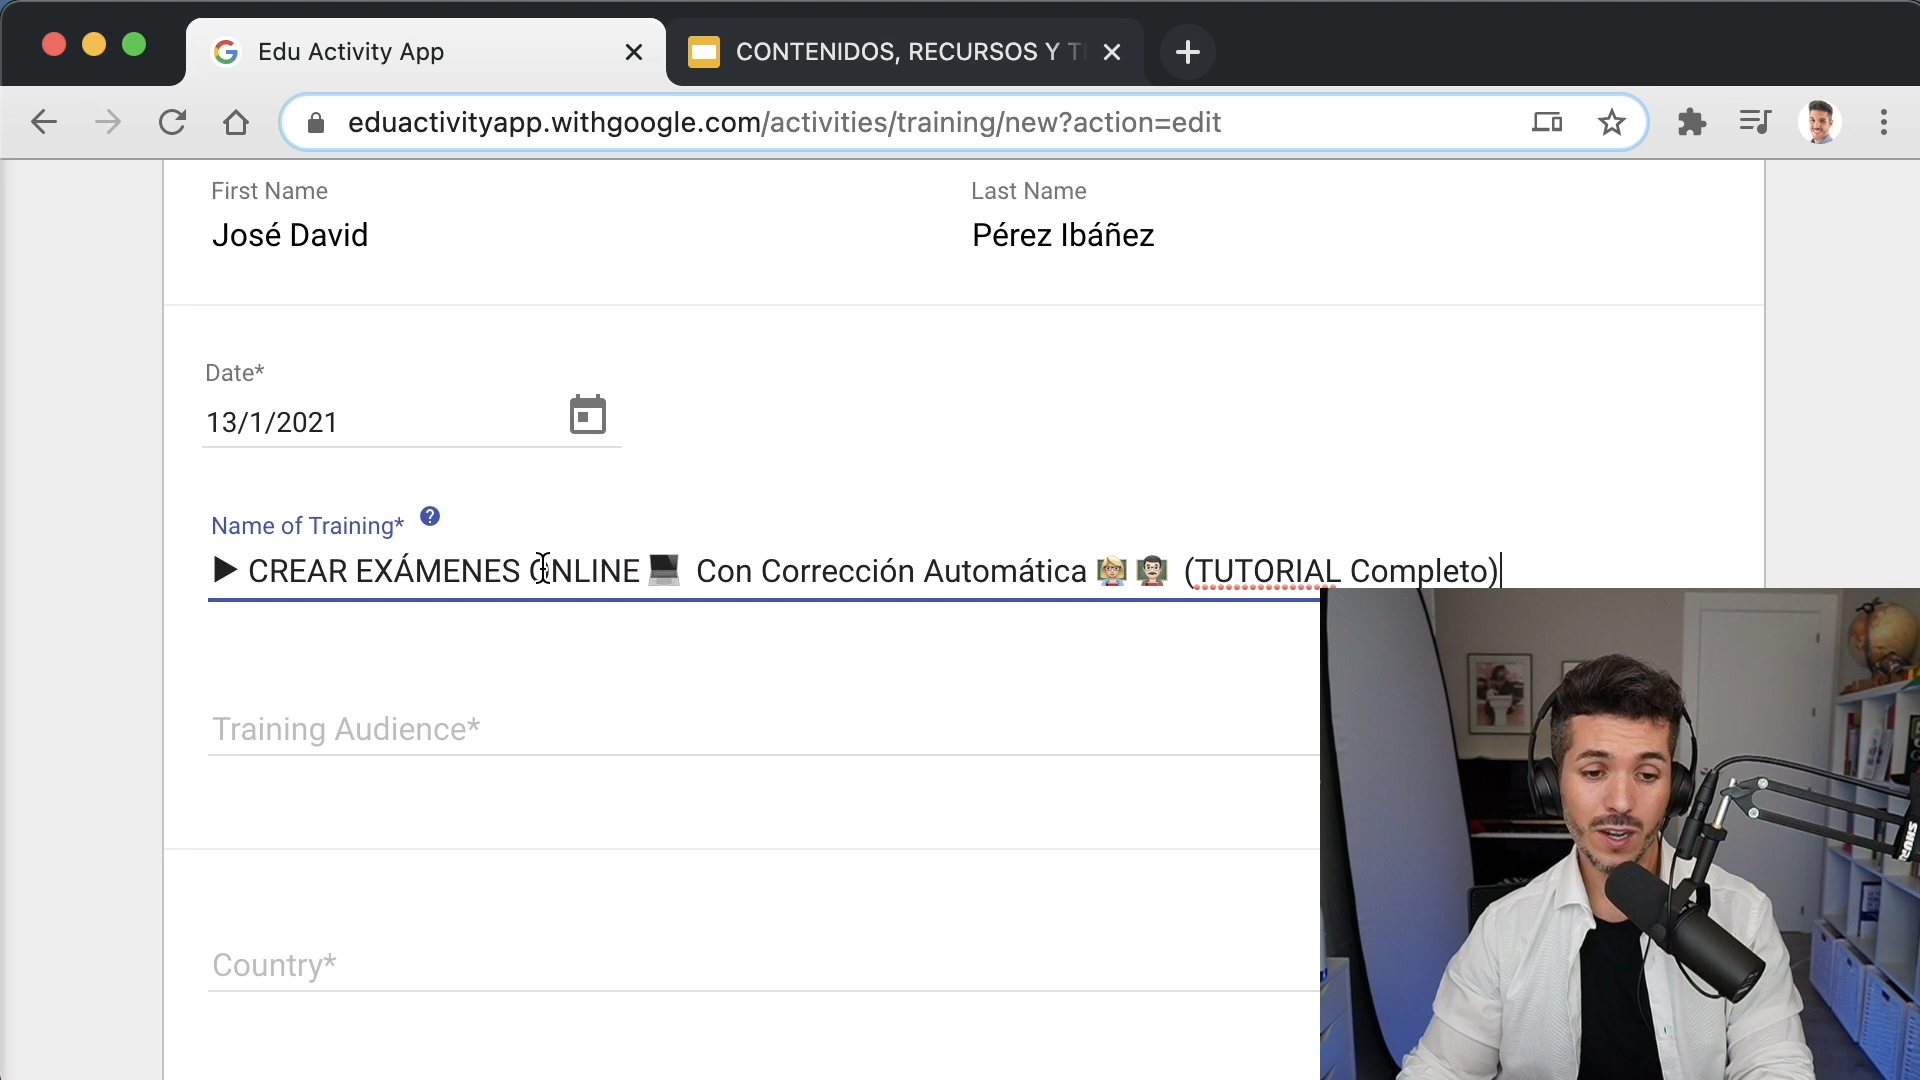 Edu Activity App
CONTENIDOS, RECURSOS Y
eduactivityapp.withgoogle.com/activities/training/new?action=edit
First Name
Last Name
José David
Pérez Ibáñez
Date*
13/1/2021
Name of Training*
▶ CREAR EXÁMENES ONLINE 💻 Con Corrección Automática 👩🏼‍🏫👨🏻‍🏫 (TUTORIAL Completo)
Training Audience*
Country*
SHURE